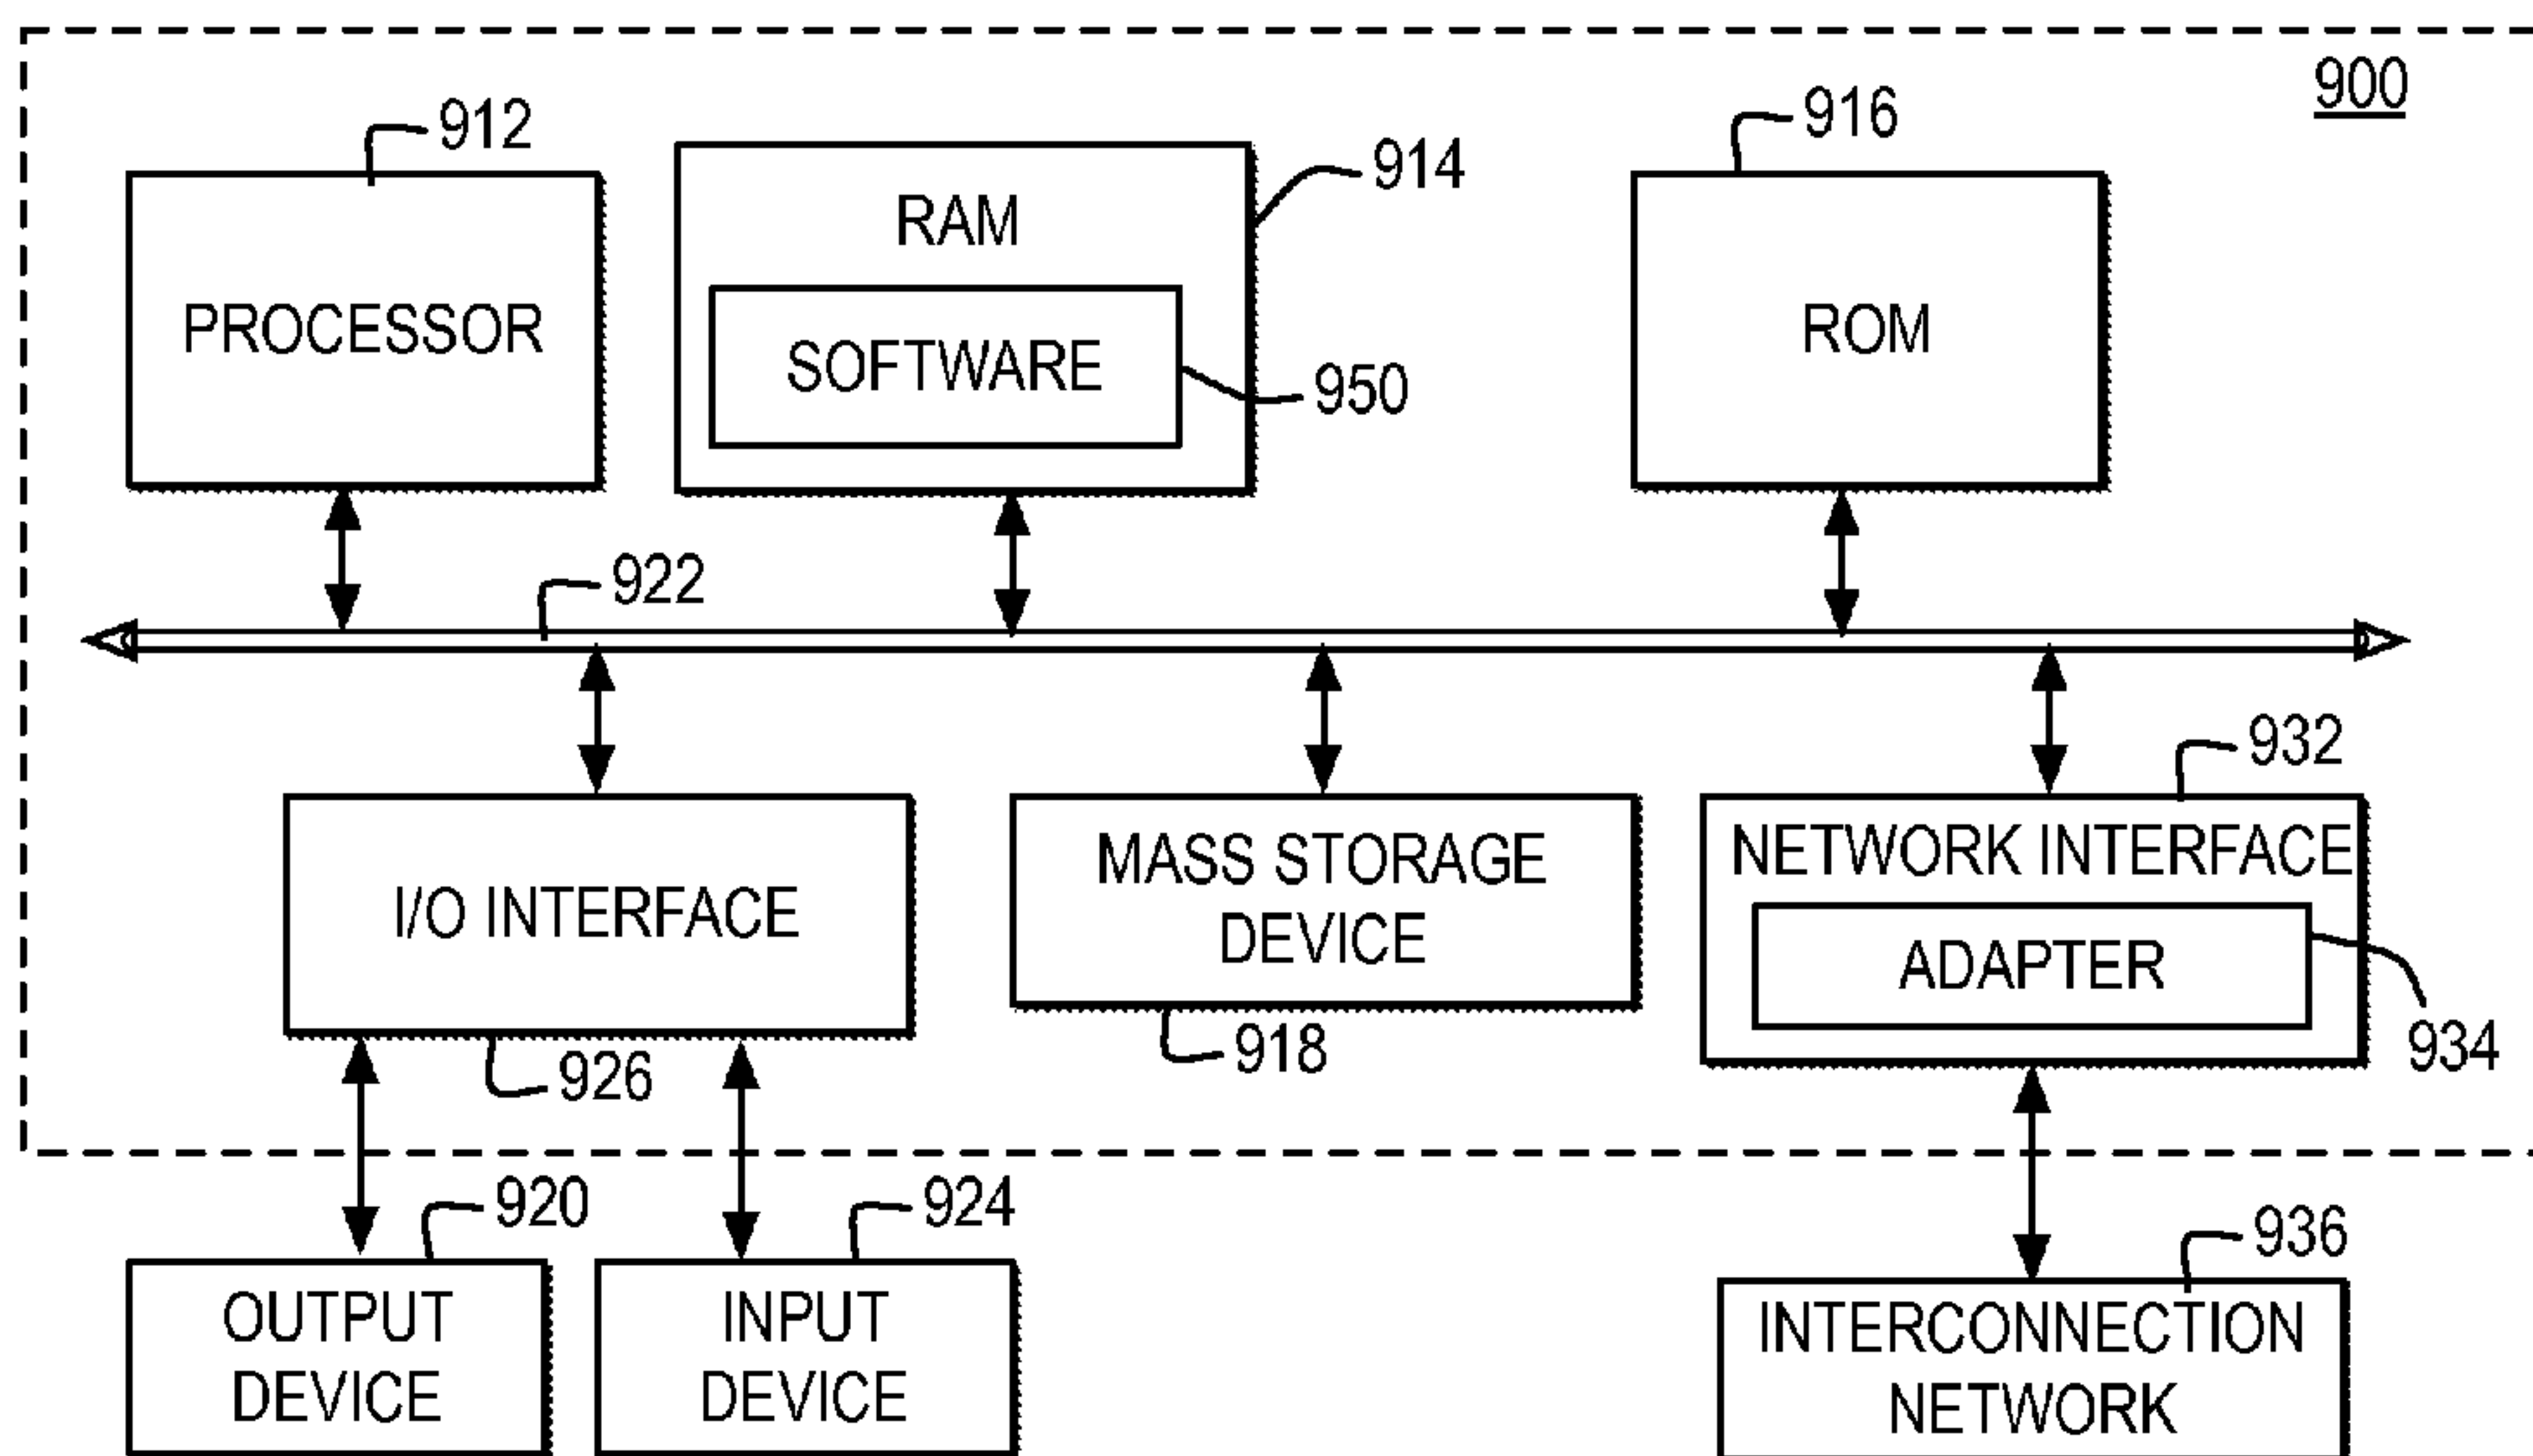 900
912
916
914
RAM
PROCESSOR
ROM
SOFTWARE
950
922
932
MASS STORAGE
DEVICE
NETWORK INTERFACE
I/O INTERFACE
ADAPTER
918
934
926
920
924
936
OUTPUT
DEVICE
INPUT
DEVICE
INTERCONNECTION
NETWORK